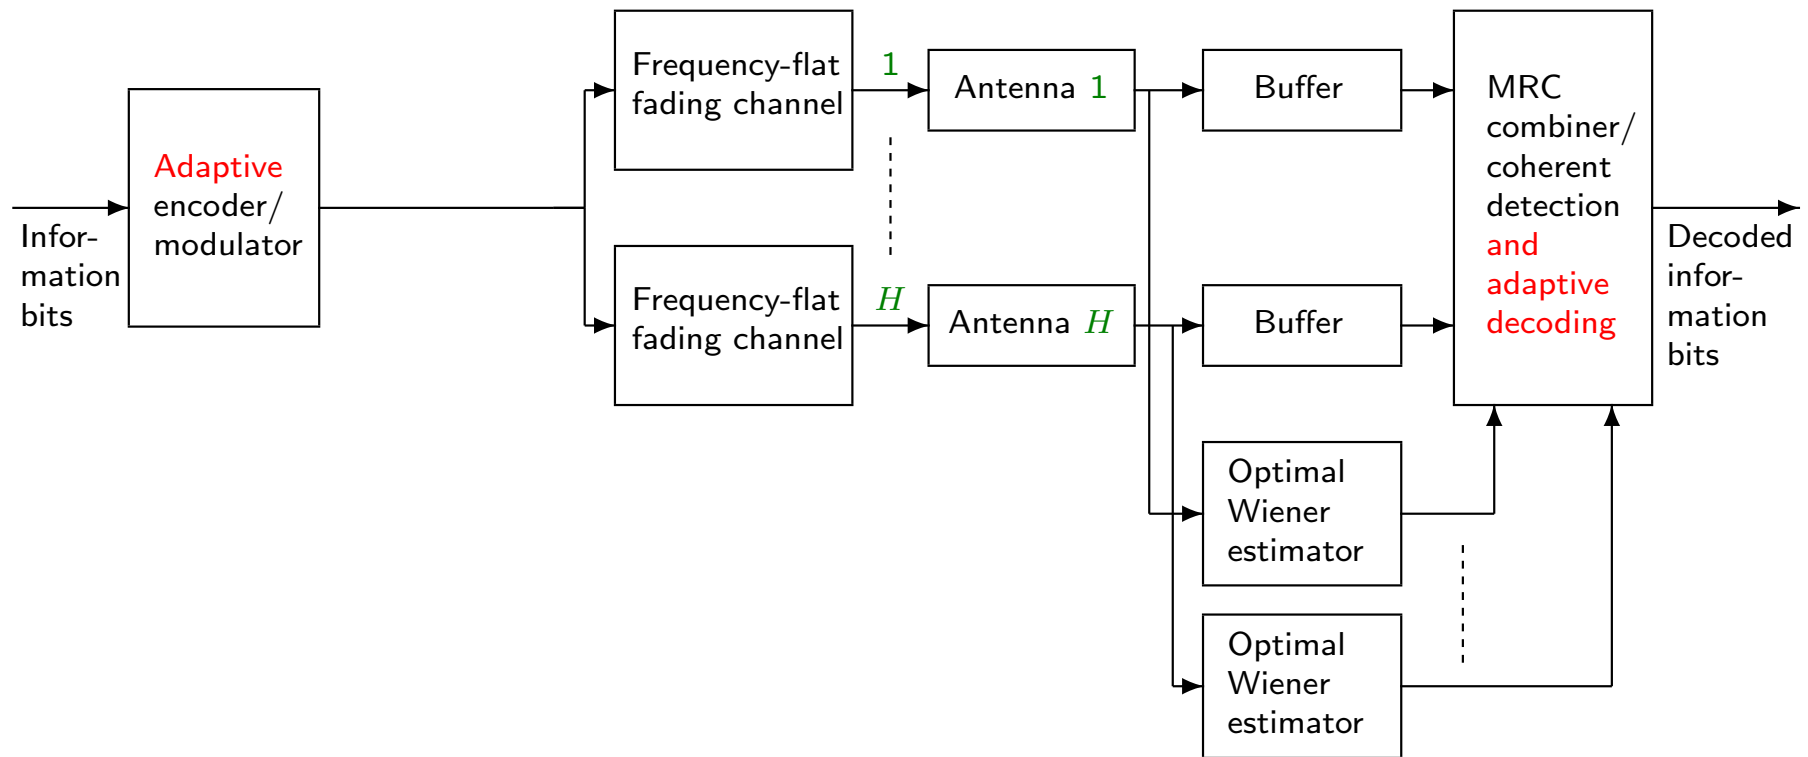 Infor-
mation
bits
Adaptive
encoder/
modulator
Frequency-flat
fading channel
1
Antenna 1
Buffer
Frequency-flat
fading channel
H
Antenna H
Buffer
MRC
combiner/
coherent
detection
and
adaptive
decoding
Decoded
infor-
mation
bits
Optimal
Wiener
estimator
Optimal
Wiener
estimator